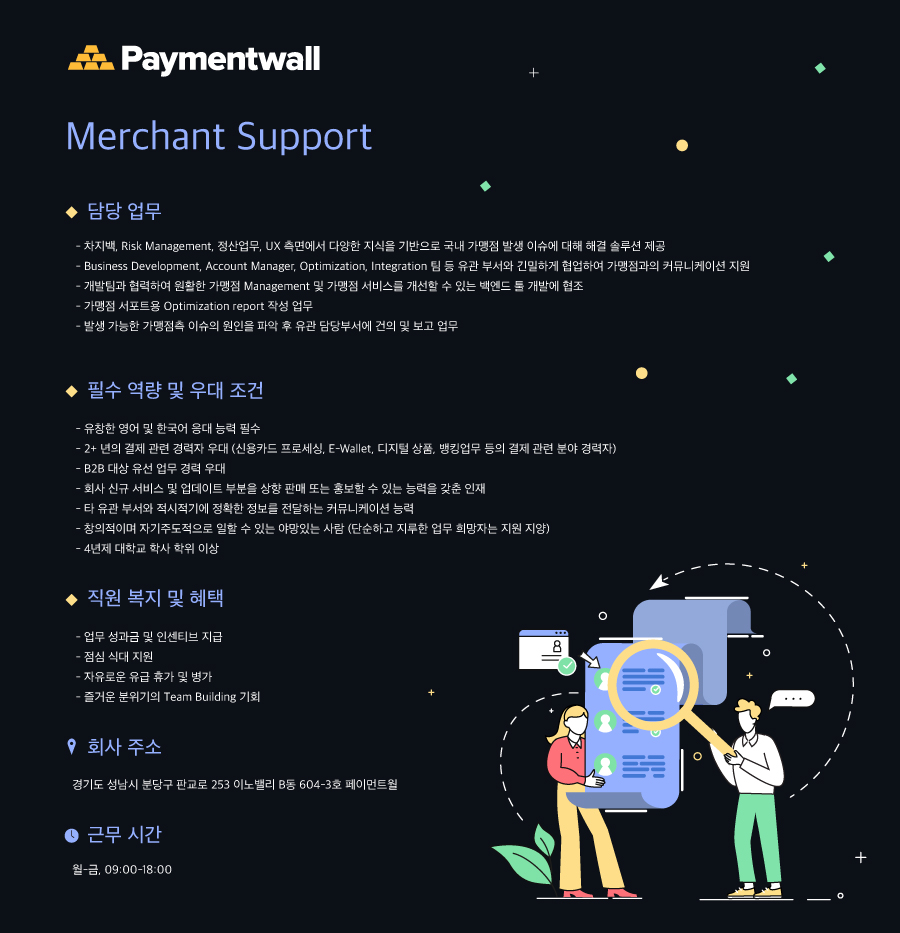 Paymentwall
Merchant Support
담당 업무
- 차지백, Risk Management, 정산업무, UX 측면에서 다양한 지식을 기반으로 국내 가맹점 발생 이슈에 대해 해결 솔루션 제공
- Business Development, Account Manager, Optimization, Integration 팀 등 유관 부서와 긴밀하게 협업하여 가맹점과의 커뮤니케이션 지원
- 개발팀과 협력하여 원활한 가맹점 Management 및 가맹점 서비스를 개선할 수 있는 백엔드 툴 개발에 협조
- 가맹점 서포트용 Optimization report 작성 업무
- 발생 가능한 가맹점측 이슈의 원인을 파악 후 유관 담당부서에 건의 및 보고 업무
필수 역량 및 우대 조건
- 유창한 영어 및 한국어 응대 능력 필수
- 2+ 년의 결제 관련 경력자 우대 (신용카드 프로세싱, E-Wallet, 디지털 상품, 뱅킹업무 등의 결제 관련 분야 경력자)
- B2B 대상 유선 업무 경력 우대
- 회사 신규 서비스 및 업데이트 부분을 상향 판매 또는 홍보할 수 있는 능력을 갖춘 인재
- 타 유관 부서와 적시적기에 정확한 정보를 전달하는 커뮤니케이션 능력
- 창의적이며 자기주도적으로 일할 수 있는 야망있는 사람 (단순하고 지루한 업무 희망자는 지원 지양)
- 4년제 대학교 학사 학위 이상
직원 복지 및 혜택
- 업무 성과금 및 인센티브 지급
- 점심 식대 지원
- 자유로운 유급 휴가 및 병가
- 즐거운 분위기의 Team Building 기회
회사 주소
경기도 성남시 분당구 판교로 253 이노밸리 B동 604-3호 페이먼트월
근무 시간
월-금, 09:00-18:00